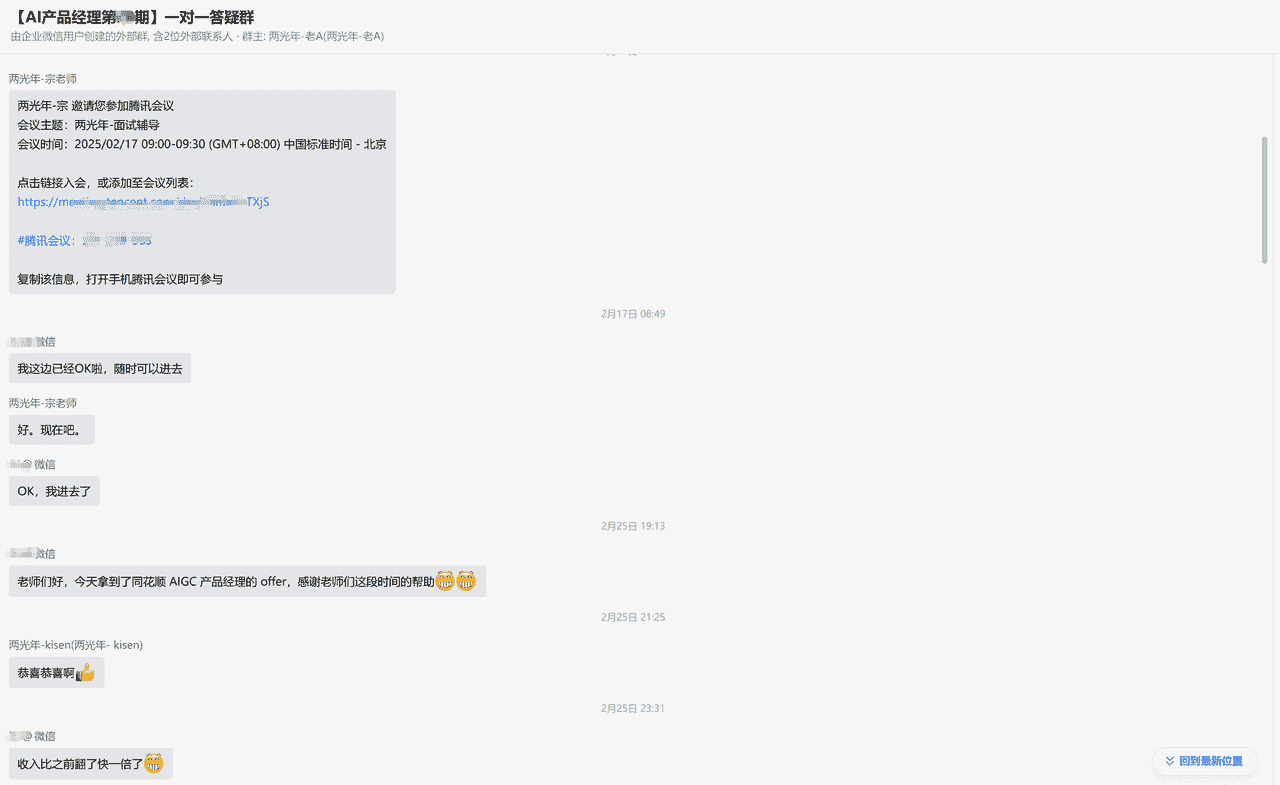 【AI产品经理第 期】一对一答疑群
由企业微信用户创建的外部群, 含2位外部联系人 · 群主: 两光年-老A(两光年-老A)
两光年-宗老师
两光年-宗 邀请您参加腾讯会议
会议主题：两光年-面试辅导
会议时间：2025/02/17 09:00-09:30 (GMT+08:00) 中国标准时间 - 北京
点击链接入会，或添加至会议列表：
https://me TXjS
#腾讯会议：
复制该信息，打开手机腾讯会议即可参与
2月17日 08:49
微信
我这边已经OK啦，随时可以进去
两光年-宗老师
好。现在吧。
@ 微信
OK，我进去了
2月25日 19:13
微信
老师们好，今天拿到了同花顺 AIGC 产品经理的 offer，感谢老师们这段时间的帮助
2月25日 21:25
两光年-kisen(两光年- kisen)
恭喜恭喜啊
2月25日 23:31
@ 微信
收入比之前翻了快一倍了
回到最新位置